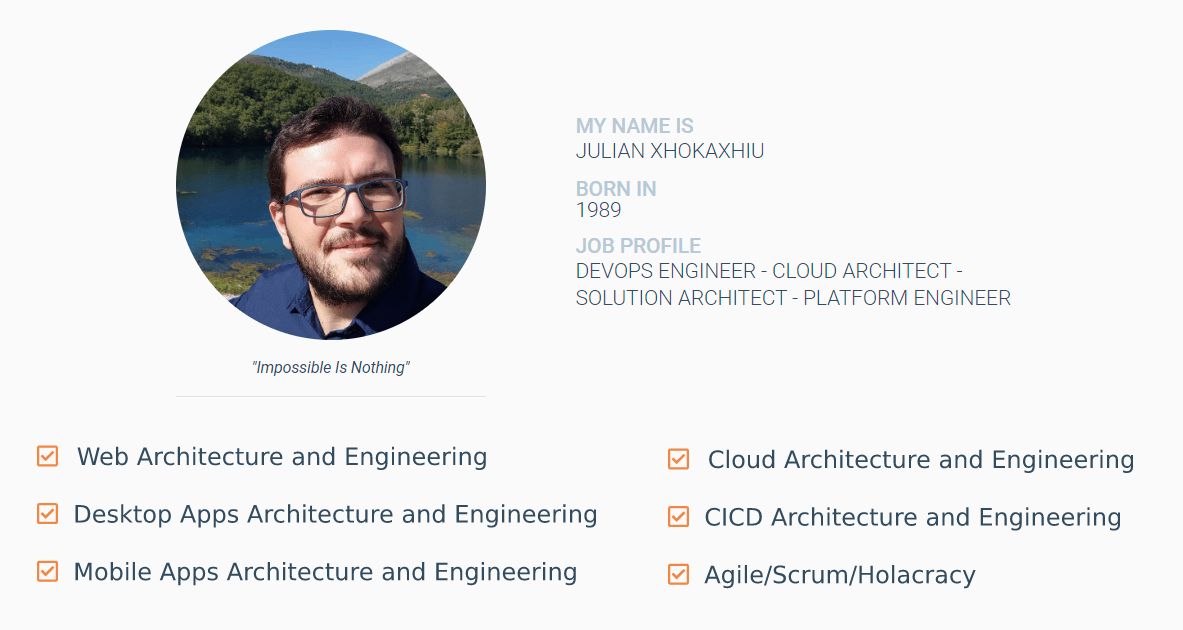 MY NAME IS
JULIAN XHOKAXHIU
BORN IN
1989
JOB PROFILE
DEVOPS ENGINEER - CLOUD ARCHITECT -
SOLUTION ARCHITECT - PLATFORM ENGINEER
"Impossible Is Nothing"
Web Architecture and Engineering
Desktop Apps Architecture and Engineering
Mobile Apps Architecture and Engineering
Cloud Architecture and Engineering
CICD Architecture and Engineering
Agile/Scrum/Holacracy